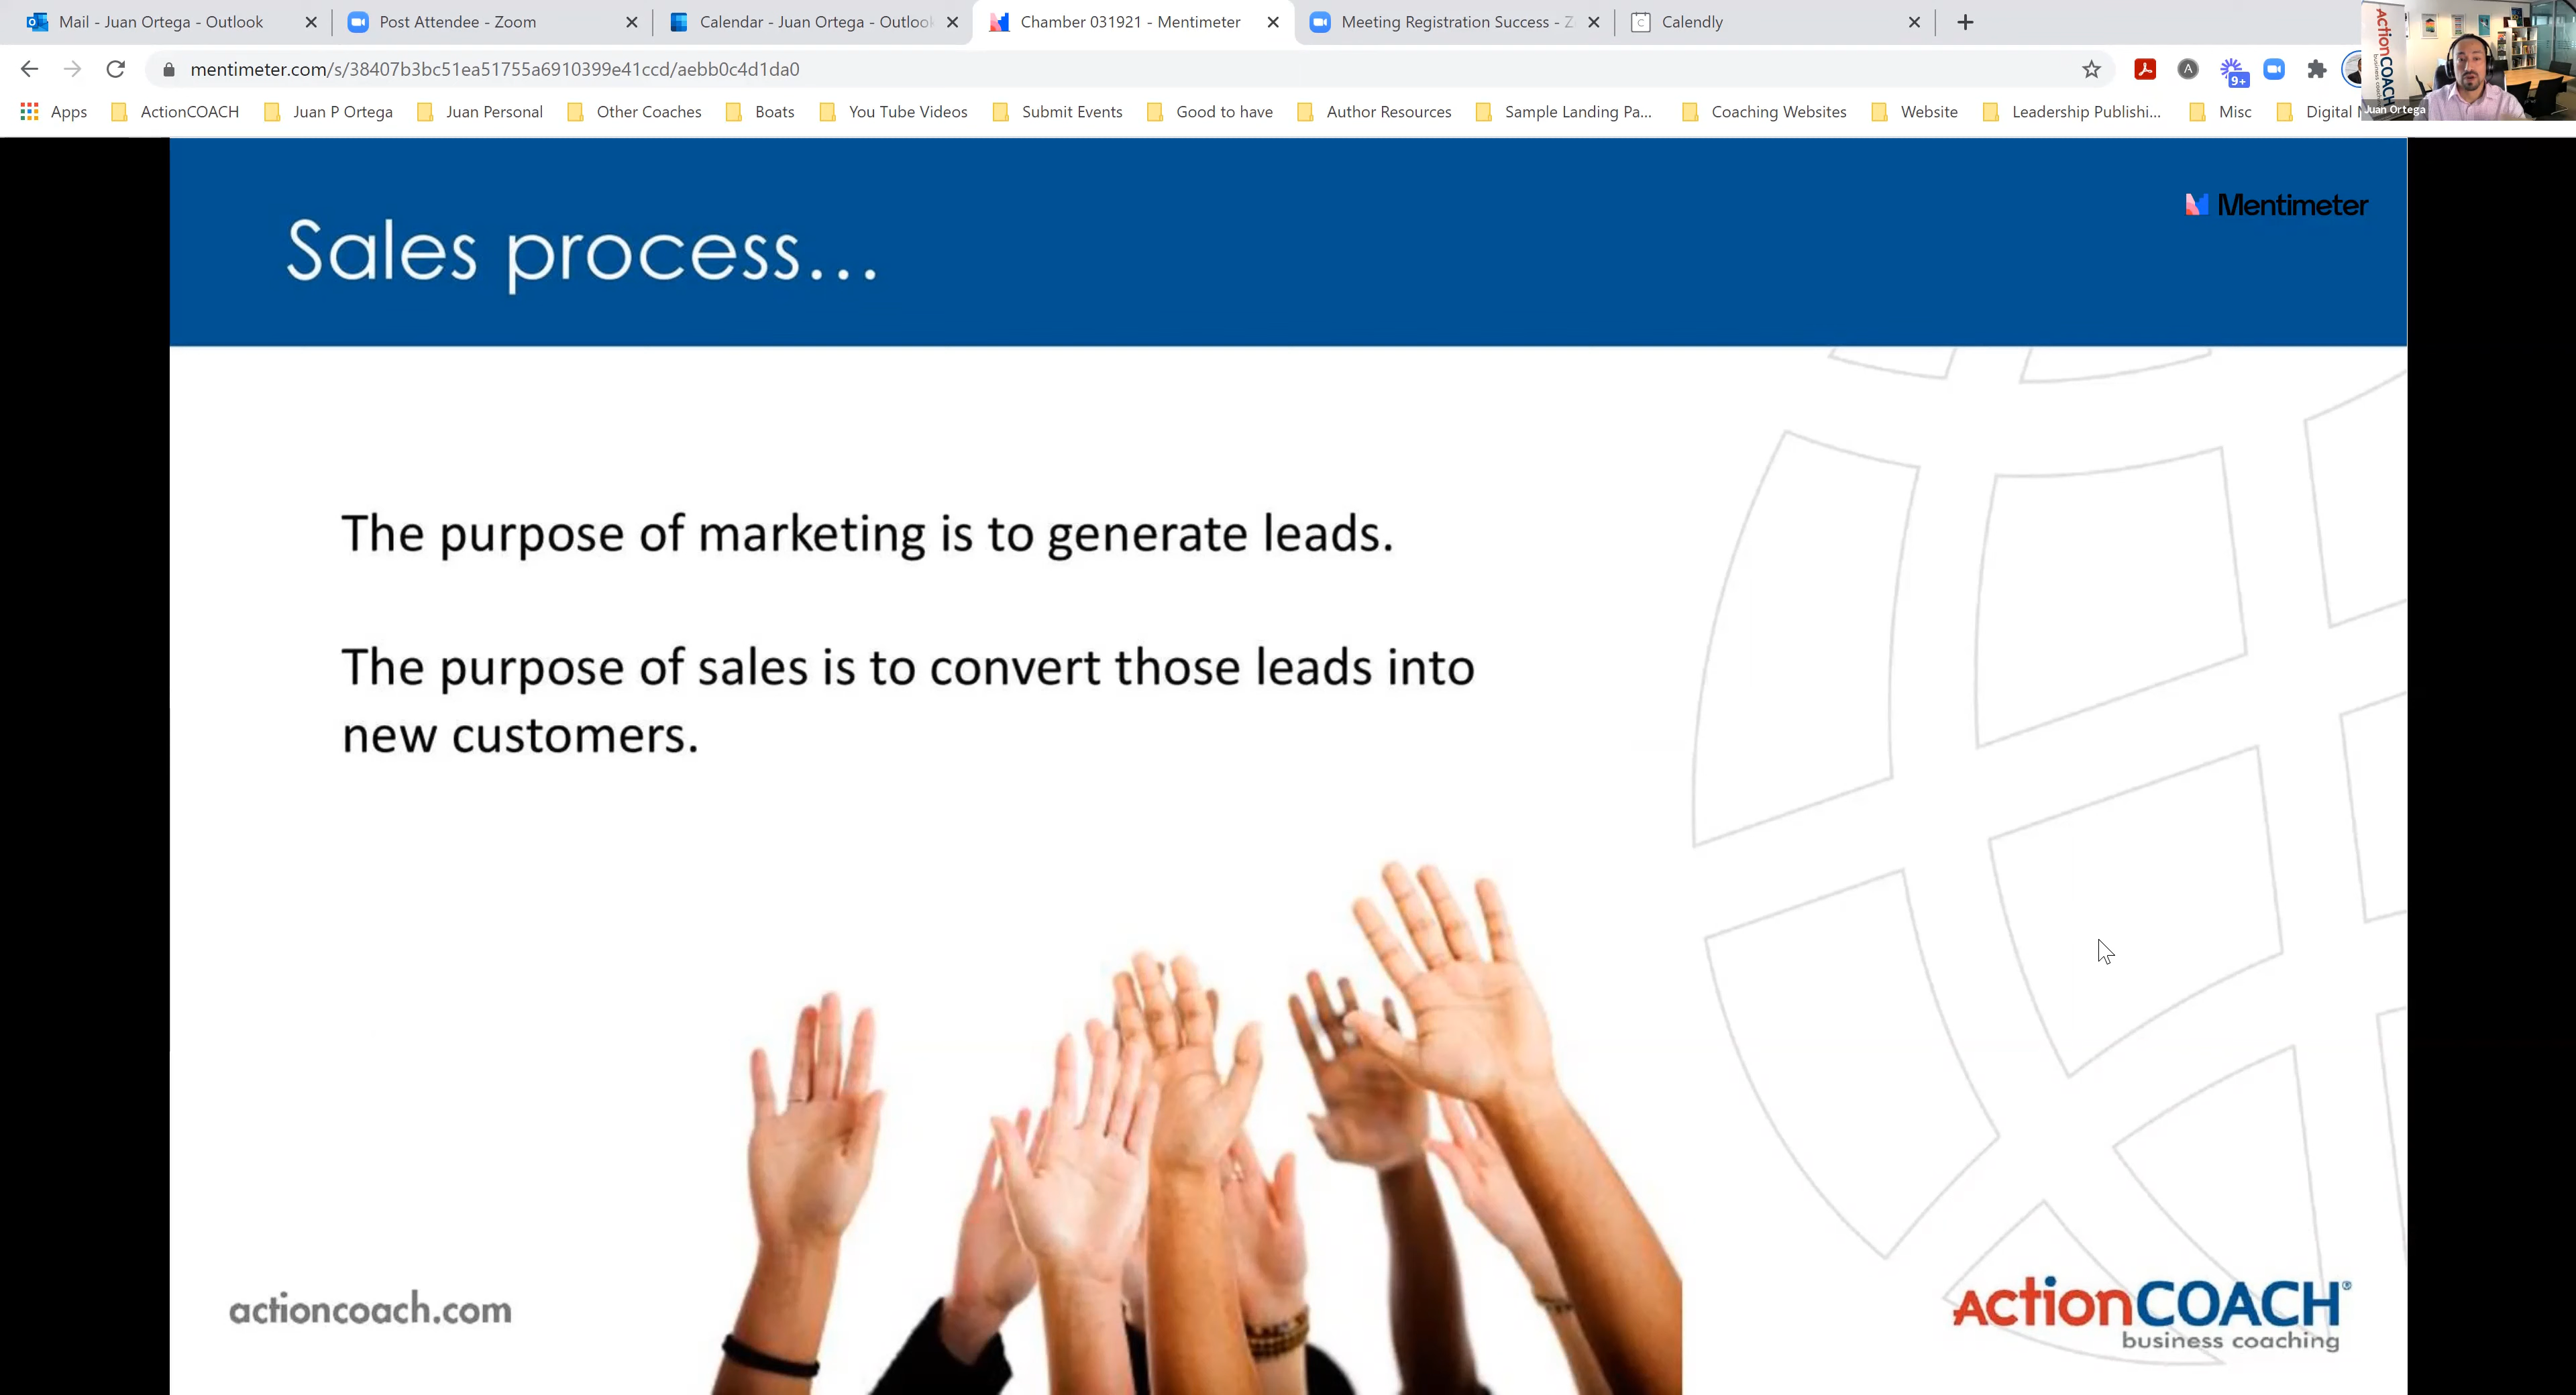 Mail - Juan Ortega - Outlook
Post Attendee - Zoom
Calendar - Juan Ortega - Outlook
Chamber 031921 - Mentimeter
Meeting Registration Success - Z
Calendly
mentimeter.com/s/38407b3bc51ea51755a6910399e41ccd/aebb0c4d1da0
9+
Apps
ActionCOACH
Juan P Ortega
Juan Personal
Other Coaches
Boats
You Tube Videos
Submit Events
Good to have
Author Resources
Sample Landing Pa...
Coaching Websites
Website
Leadership Publishi...
Misc
Digital
ActionCOACH
business coaching
Juan Ortega
Mentimeter
Sales process...
The purpose of marketing is to generate leads.
The purpose of sales is to convert those leads into
new customers.
actioncoach.com
ActionCOACH®
business coaching